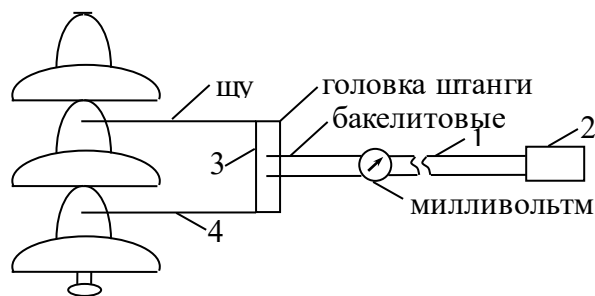 щу
головка штанги
бакелитовые
1
2
3
милливольтм
4